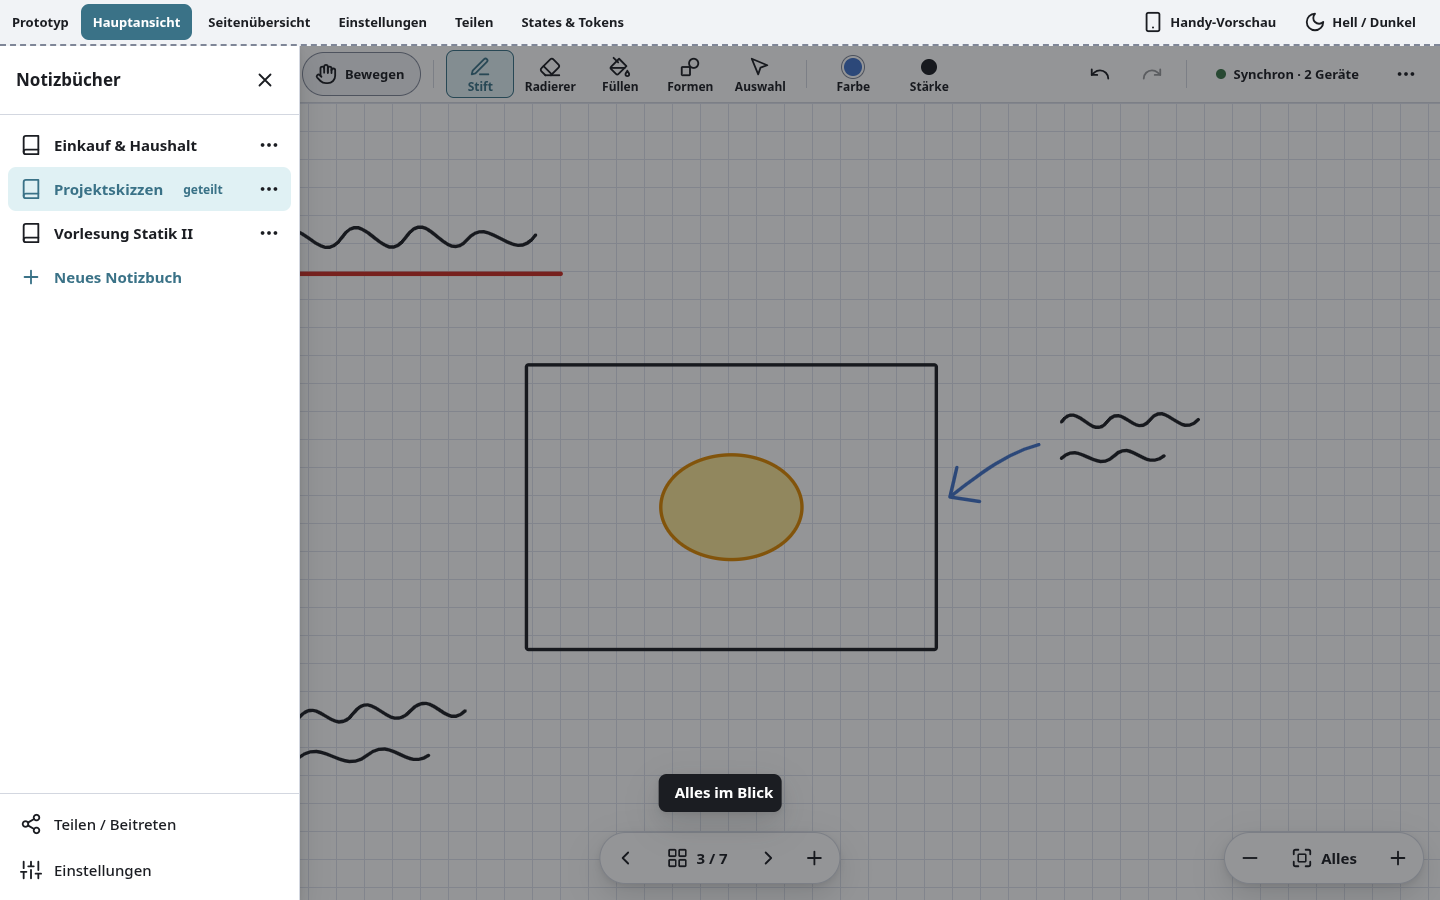 Prototyp Hauptansicht Seitenübersicht Einstellungen Teilen States & Tokens Handy-Vorschau Hell / Dunkel
Notizbücher
Bewegen Stift Radierer Füllen Formen Auswahl Farbe Stärke Synchron · 2 Geräte
Einkauf & Haushalt
Projektskizzen geteilt
Vorlesung Statik II
Neues Notizbuch
Alles im Blick
3 / 7 Alles
Teilen / Beitreten
Einstellungen